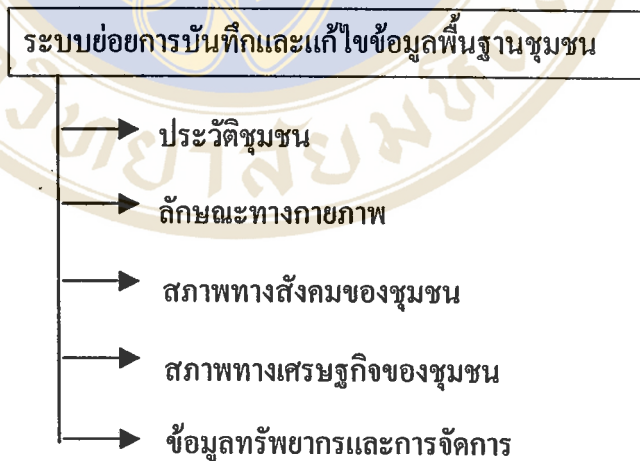 ระบบย่อยการบันทึกและแก้ไขข้อมูลพื้นฐานชุมชน
ประวัติชุมชน
ลักษณะทางกายภาพ
สภาพทางสังคมของชุมชน
สภาพทางเศรษฐกิจของชุมชน
ข้อมูลทรัพยากรและการจัดการ